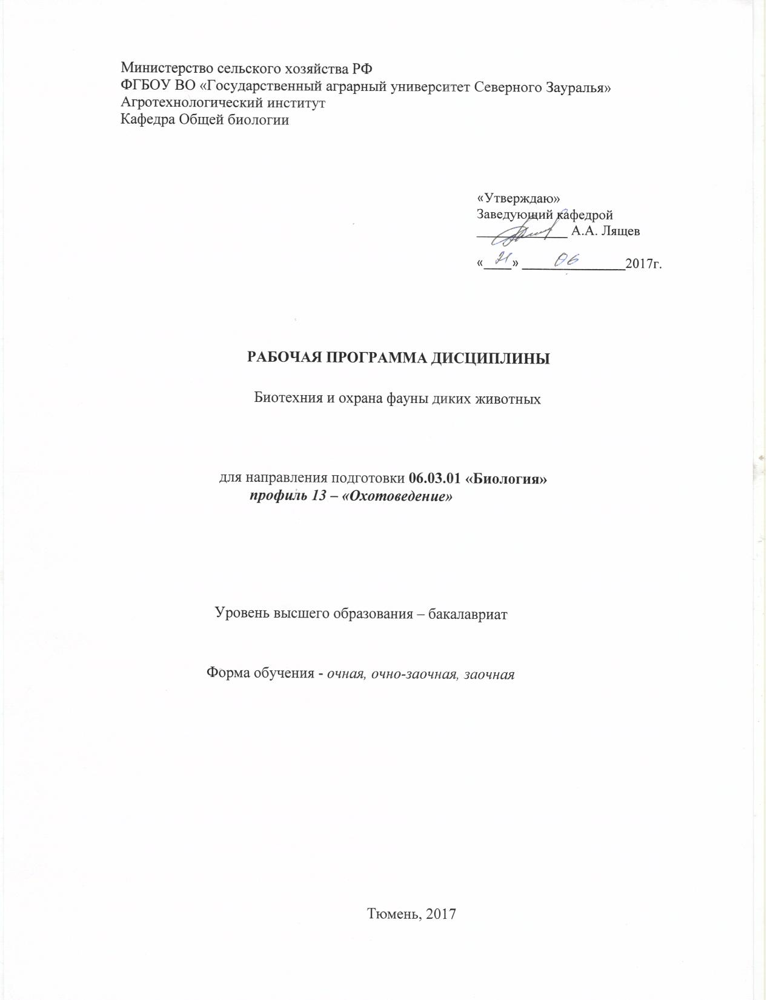 Министерство сельского хозяйства РФ
ФГБОУ ВО «Государственный аграрный университет Северного Зауралья»
Агротехнологический институт
Кафедра Общей биологии
«Утверждаю»
Заведующий кафедрой
_____________ А.А. Лящев
«21» 06 2017г.
РАБОЧАЯ ПРОГРАММА ДИСЦИПЛИНЫ
Биотехния и охрана фауны диких животных
для направления подготовки 06.03.01 «Биология»
профиль 13 – «Охотоведение»
Уровень высшего образования – бакалавриат
Форма обучения - очная, очно-заочная, заочная
Тюмень, 2017